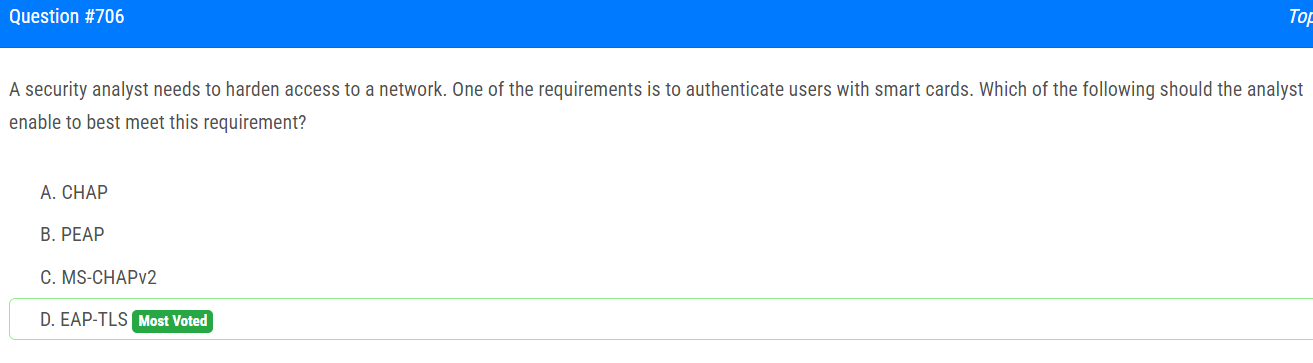 Question #706
Top
A security analyst needs to harden access to a network. One of the requirements is to authenticate users with smart cards. Which of the following should the analyst
enable to best meet this requirement?
A. CHAP
B. PEAP
C. MS-CHAPv2
D. EAP-TLS Most Voted